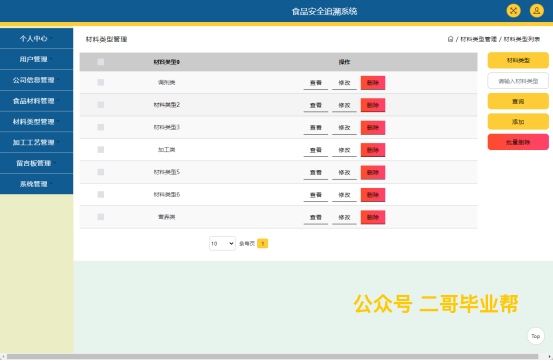 食品安全追溯系统
个人中心
用户管理
公司信息管理
食品材料管理
材料类型管理
加工工艺管理
留言板管理
系统管理
材料类型管理
/ 材料类型管理 / 材料类型列表
材料类型 操作
调剂类 查看 修改 删除
材料类型2 查看 修改 删除
材料类型3 查看 修改 删除
加工类 查看 修改 删除
材料类型5 查看 修改 删除
材料类型6 查看 修改 删除
营养类 查看 修改 删除
10 条每页 1
材料类型
请输入材料类型
查询
添加
批量删除
公众号 二哥毕业帮
Top